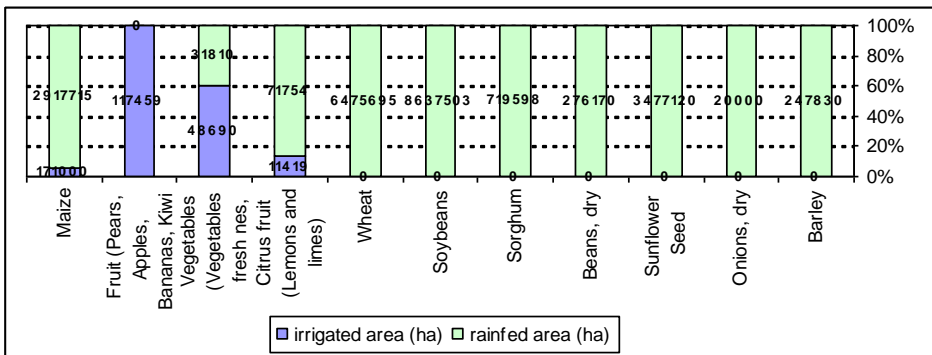 100%
80%
60%
40%
20%
0%
2917715
171000
0
117459
31810
48690
71754
11419
6475695
0
8637503
0
719598
0
276170
0
3477120
0
20000
0
247830
0
Maize
Fruit (Pears,
Apples,
Bananas, Kiwi
Vegetables
(Vegetables
fresh nes,
Citrus fruit
(Lemons and
limes)
Wheat
Soybeans
Sorghum
Beans, dry
Sunflower
Seed
Onions, dry
Barley
irrigated area (ha) rainfed area (ha)